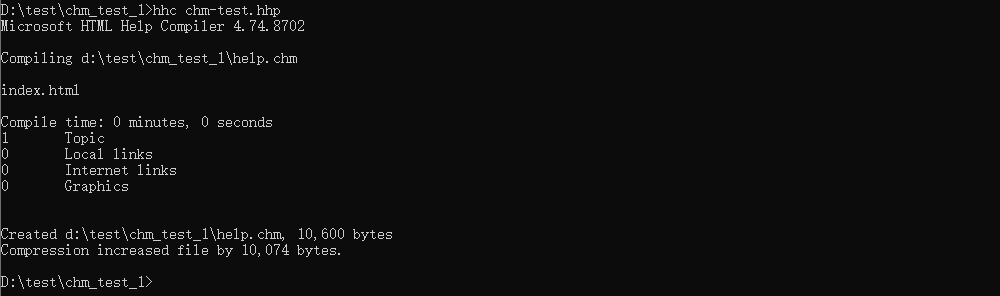 D:\test\chm_test_1>hhc chm-test.hhp
Microsoft HTML Help Compiler 4.74.8702
Compiling d:\test\chm_test_1\help.chm
index.html
Compile time: 0 minutes, 0 seconds
1       Topic
0       Local links
0       Internet links
0       Graphics
Created d:\test\chm_test_1\help.chm, 10,600 bytes
Compression increased file by 10,074 bytes.
D:\test\chm_test_1>